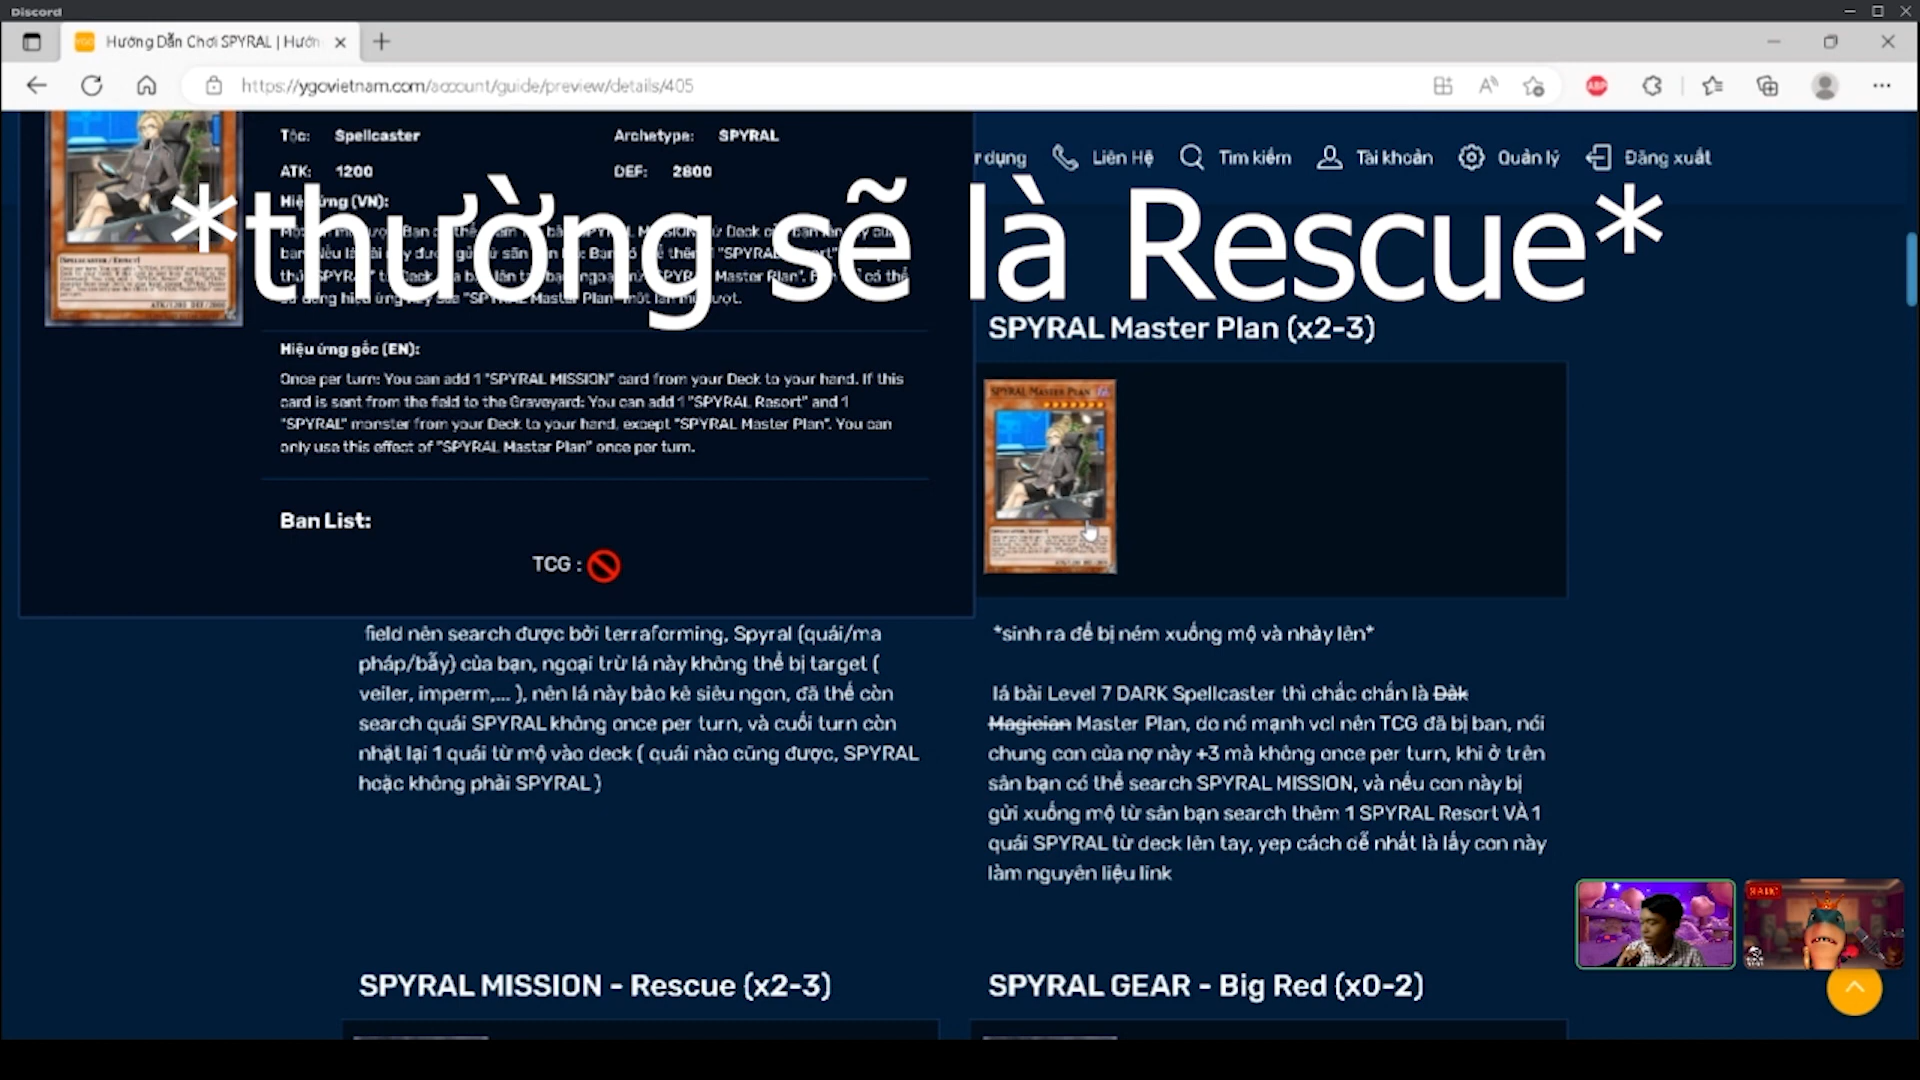 Discord
Hướng Dẫn Chơi SPYRAL | Hướn
https://ygovietnam.com/account/guide/preview/details/405
Tộc: Spellcaster Archetype: SPYRAL
ATK: 1200 DEF: 2800
r dụng Liên Hệ Tìm kiếm Tài khoản Quản lý Đăng xuất
*thường sẽ là Rescue*
Hiệu ứng gốc (EN):
Once per turn: You can add 1 "SPYRAL MISSION" card from your Deck to your hand. If this
card is sent from the field to the Graveyard: You can add 1 "SPYRAL Resort" and 1
"SPYRAL" monster from your Deck to your hand, except "SPYRAL Master Plan". You can
only use this effect of "SPYRAL Master Plan" once per turn.
Ban List:
TCG :
field nên search được bởi terraforming, Spyral (quái/ma
pháp/bẫy) của bạn, ngoại trừ lá này không thể bị target (
veiler, imperm,... ), nên lá này bảo kê siêu ngon, đã thế còn
search quái SPYRAL không once per turn, và cuối turn còn
nhặt lại 1 quái từ mộ vào deck ( quái nào cũng được, SPYRAL
hoặc không phải SPYRAL )
SPYRAL Master Plan (x2-3)
SPYRAL MASTER PLAN
*sinh ra để bị ném xuống mộ và nhảy lên*
lá bài Level 7 DARK Spellcaster thì chắc chắn là Dàk
Magician Master Plan, do nó mạnh vcl nên TCG đã bị ban, nói
chung con của nợ này +3 mà không once per turn, khi ở trên
sân bạn có thể search SPYRAL MISSION, và nếu con này bị
gửi xuống mộ từ sân bạn search thêm 1 SPYRAL Resort VÀ 1
quái SPYRAL từ deck lên tay, yep cách dễ nhất là lấy con này
làm nguyên liệu link
SPYRAL MISSION - Rescue (x2-3)
SPYRAL GEAR - Big Red (x0-2)